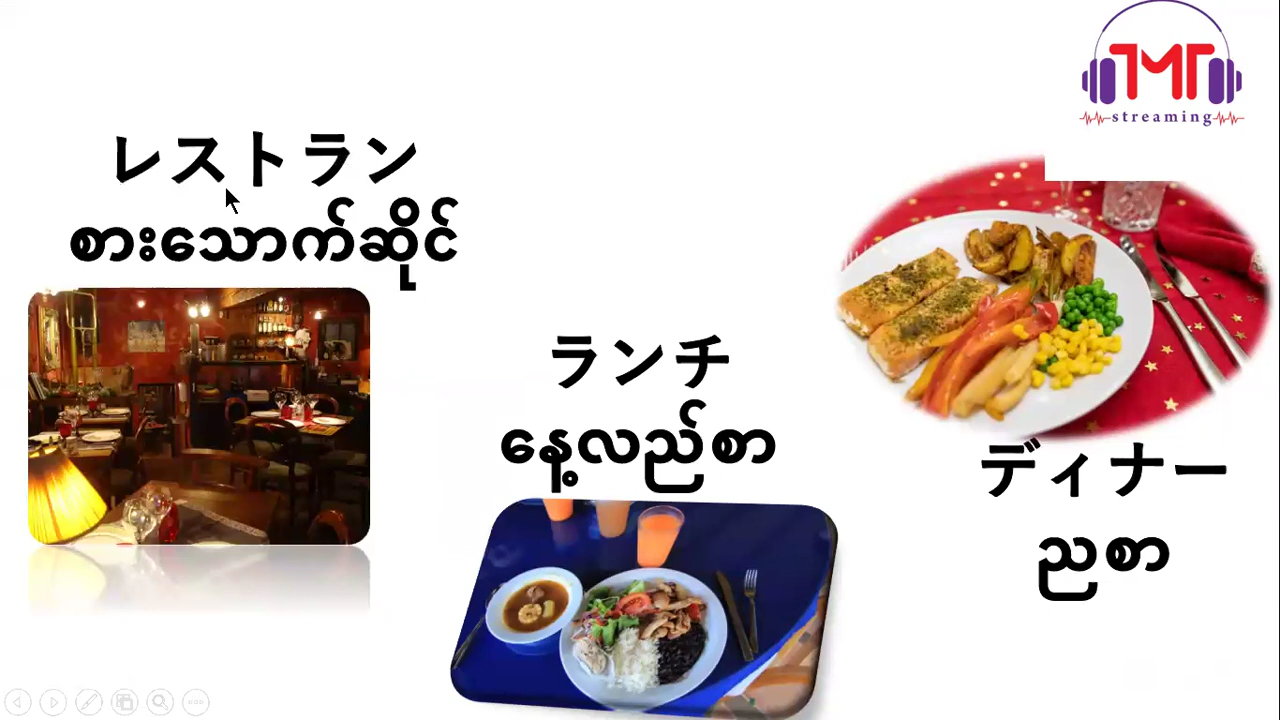 TMT
streaming
レストラン
စားသောက်ဆိုင်
ランチ
နေ့လည်စာ
ディナー
ညစာ